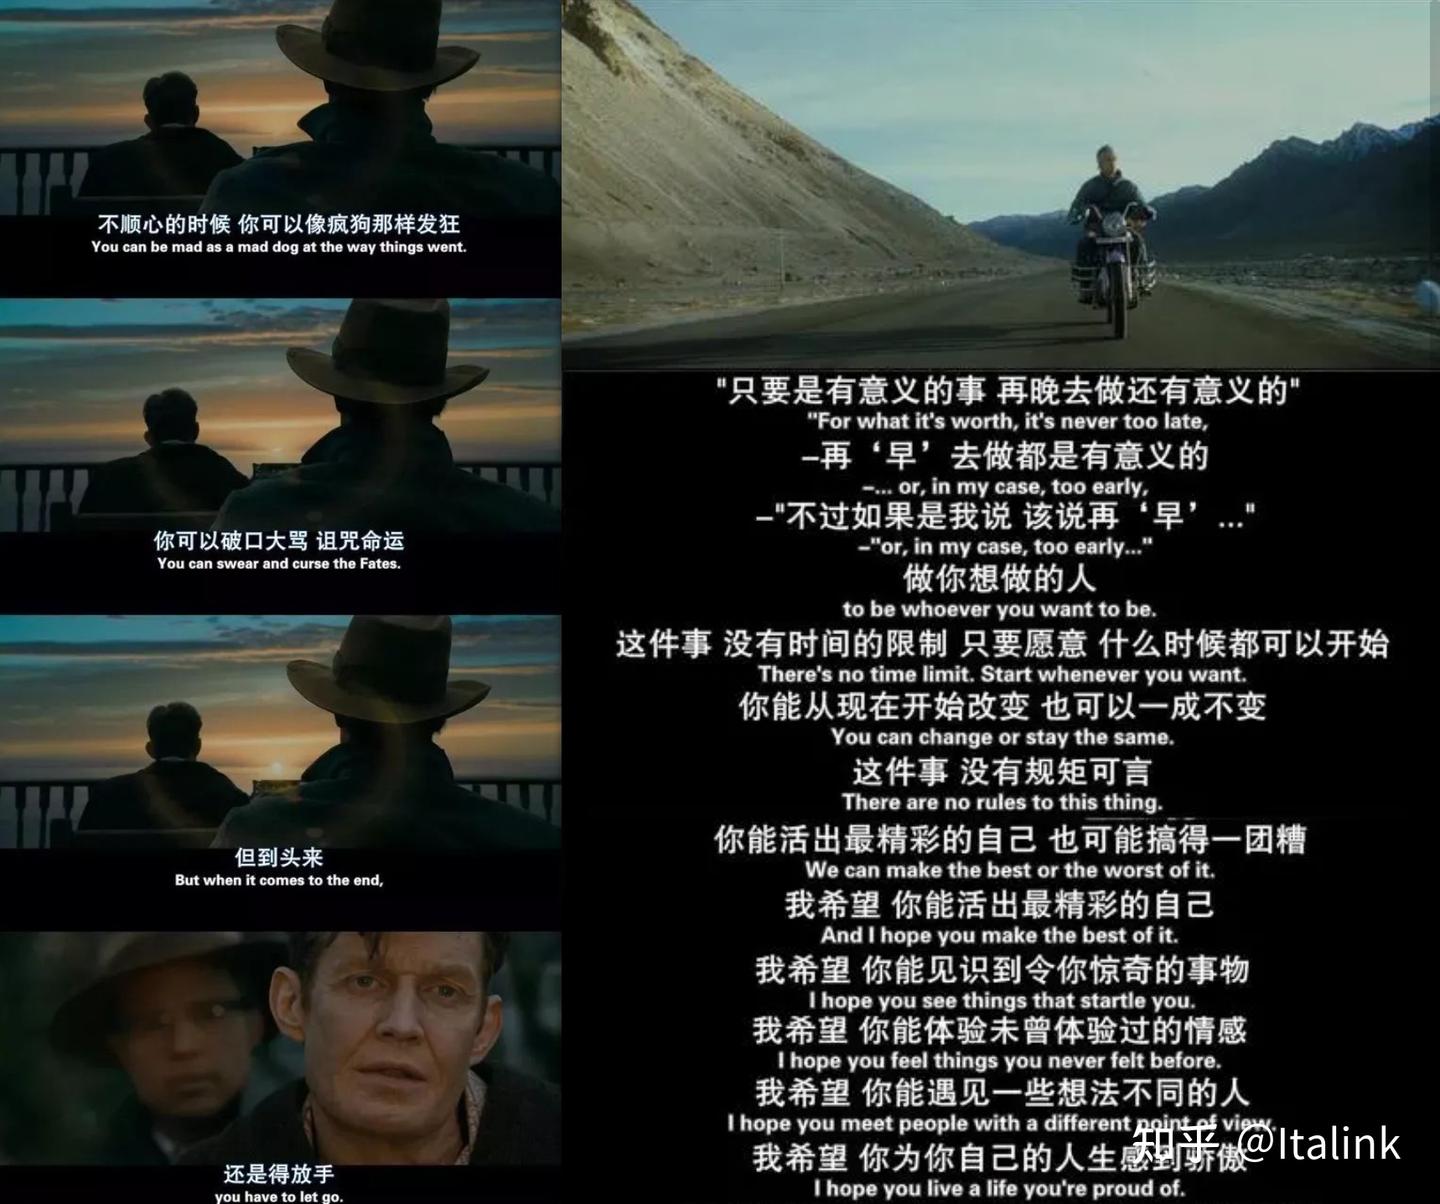 不顺心的时候 你可以像疯狗那样发狂
You can be mad as a mad dog at the way things went.
你可以破口大骂 诅咒命运
You can swear and curse the Fates.
但到头来
But when it comes to the end,
还是得放手
you have to let go.
"只要是有意义的事 再晚去做还有意义的"
"For what it's worth, it's never too late,
–再‘早’去做都是有意义的
–... or, in my case, too early,
–"不过如果是我说 该说再‘早’..."
–"or, in my case, too early..."
做你想做的人
to be whoever you want to be.
这件事 没有时间的限制 只要愿意 什么时候都可以开始
There's no time limit. Start whenever you want.
你能从现在开始改变 也可以一成不变
You can change or stay the same.
这件事 没有规矩可言
There are no rules to this thing.
你能活出最精彩的自己 也可能搞得一团糟
We can make the best or the worst of it.
我希望 你能活出最精彩的自己
And I hope you make the best of it.
我希望 你能见识到令你惊奇的事物
I hope you see things that startle you.
我希望 你能体验未曾体验过的情感
I hope you feel things you never felt before.
我希望 你能遇见一些想法不同的人
I hope you meet people with a different point of view.
我希望 你为你自己的人生感到骄傲
I hope you live a life you're proud of.
知乎 @Italink